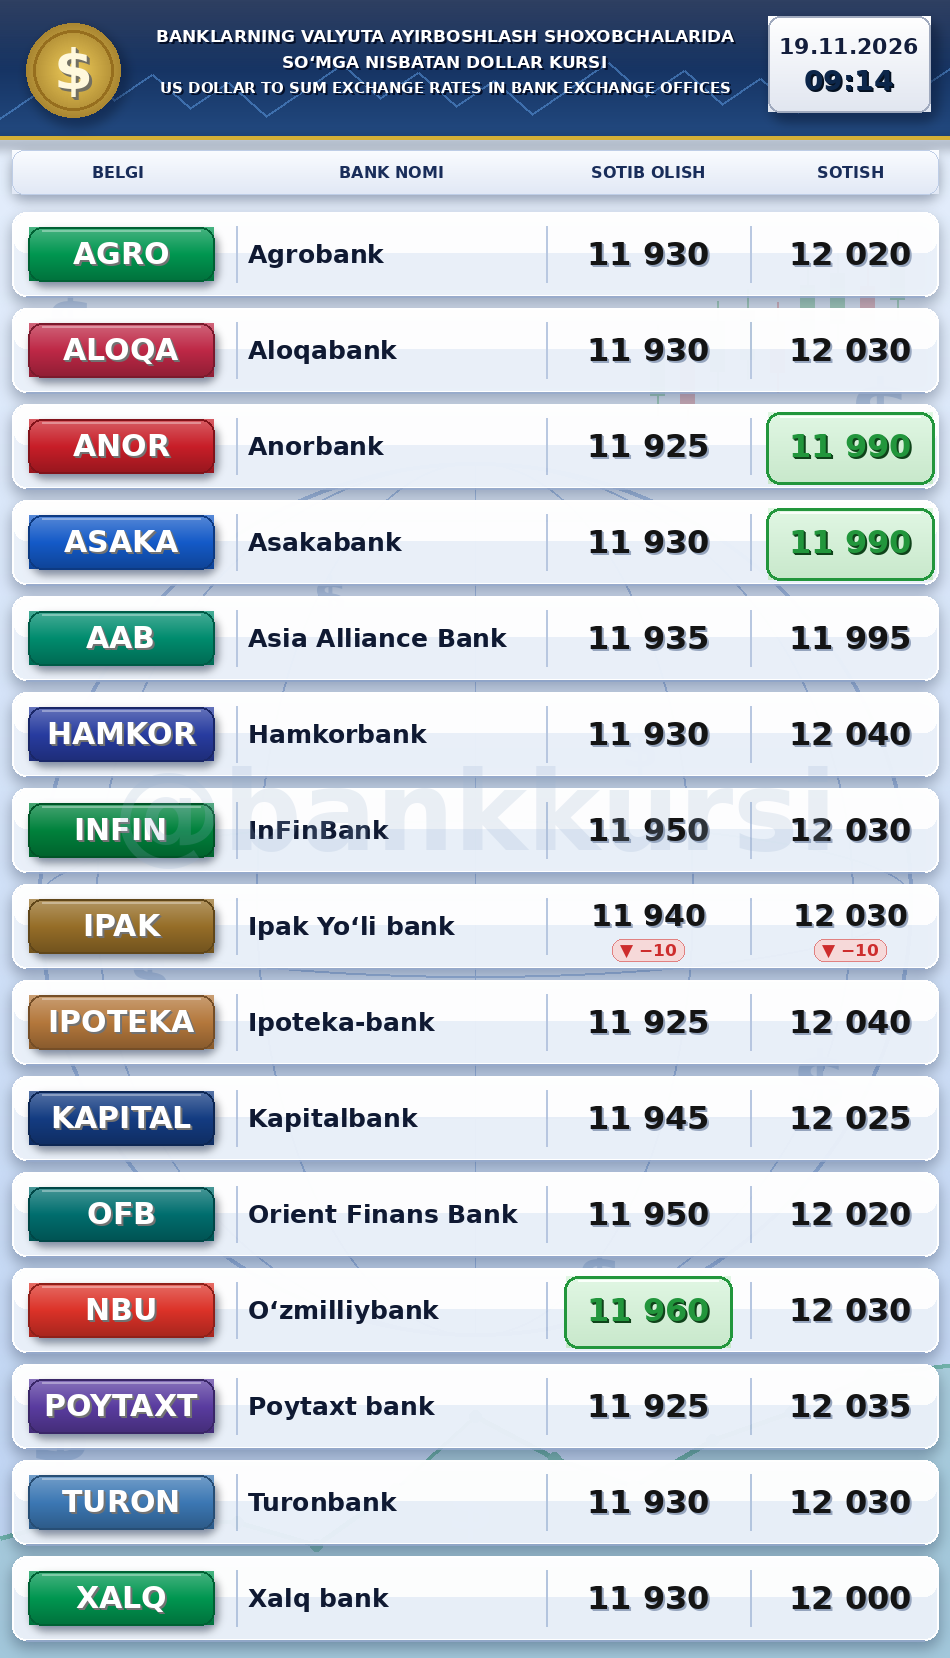 BANKLARNING VALYUTA AYIRBOSHLASH SHOXOBCHALARIDA
SO‘MGA NISBATAN DOLLAR KURSI
US DOLLAR TO SUM EXCHANGE RATES IN BANK EXCHANGE OFFICES
$
19.11.2026
09:14
BELGI BANK NOMI SOTIB OLISH SOTISH
AGRO Agrobank 11 930 12 020
ALOQA Aloqabank 11 930 12 030
ANOR Anorbank 11 925 11 990
ASAKA Asakabank 11 930 11 990
AAB Asia Alliance Bank 11 935 11 995
HAMKOR Hamkorbank 11 930 12 040
@bankkursi
INFIN InFinBank 11 950 12 030
IPAK Ipak Yo‘li bank 11 940 12 030
▼ −10 ▼ −10
IPOTEKA Ipoteka-bank 11 925 12 040
KAPITAL Kapitalbank 11 945 12 025
OFB Orient Finans Bank 11 950 12 020
NBU O‘zmilliybank 11 960 12 030
POYTAXT Poytaxt bank 11 925 12 035
TURON Turonbank 11 930 12 030
XALQ Xalq bank 11 930 12 000